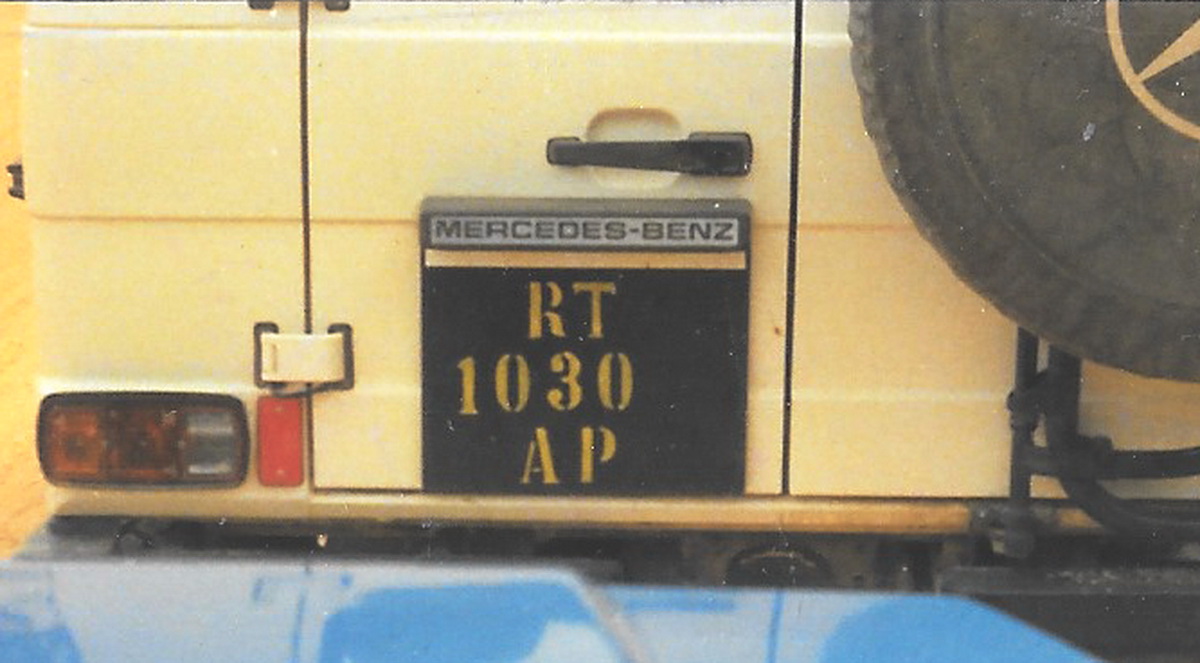 MERCEDES-BENZ
RT
1030
AP